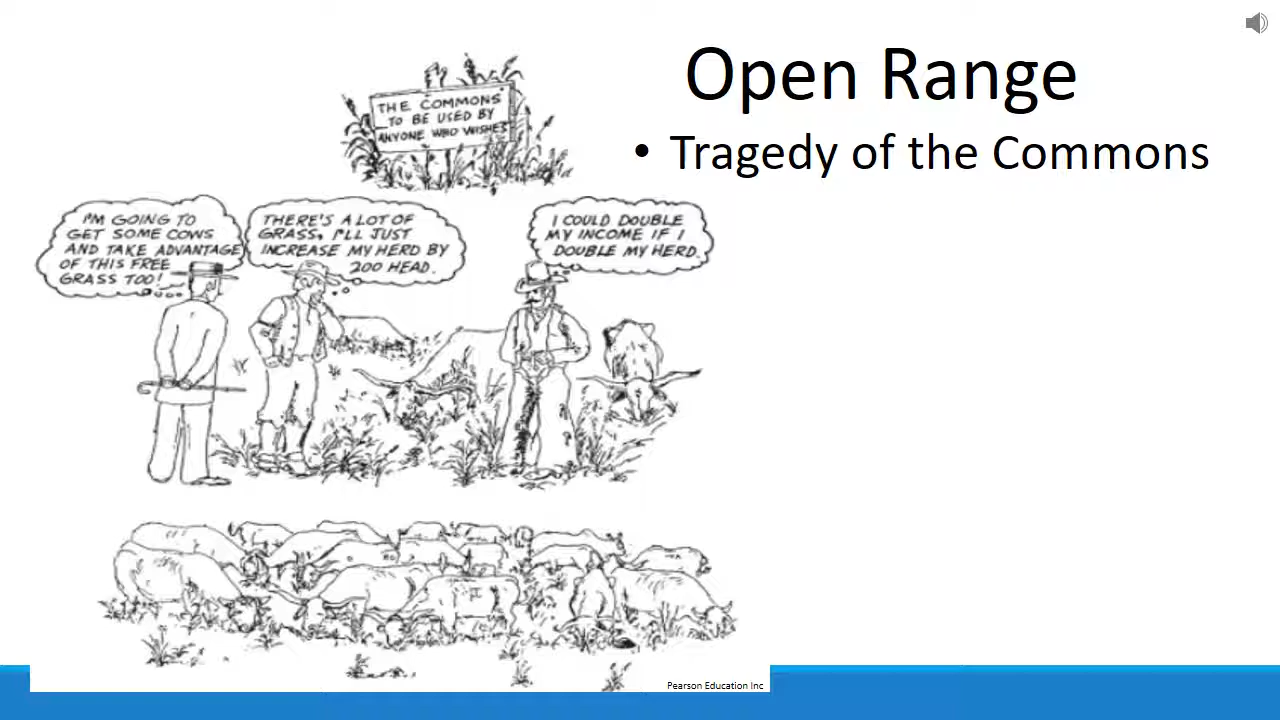 Open Range
• Tragedy of the Commons
THE COMMONS
TO BE USED BY
ANYONE WHO WISHES
I'M GOING TO
GET SOME COWS
AND TAKE ADVANTAGE
OF THIS FREE
GRASS TOO!
THERE'S A LOT OF
GRASS, I'LL JUST
INCREASE MY HERD BY
200 HEAD.
I COULD DOUBLE
MY INCOME IF I
DOUBLE MY HERD.
Pearson Education Inc